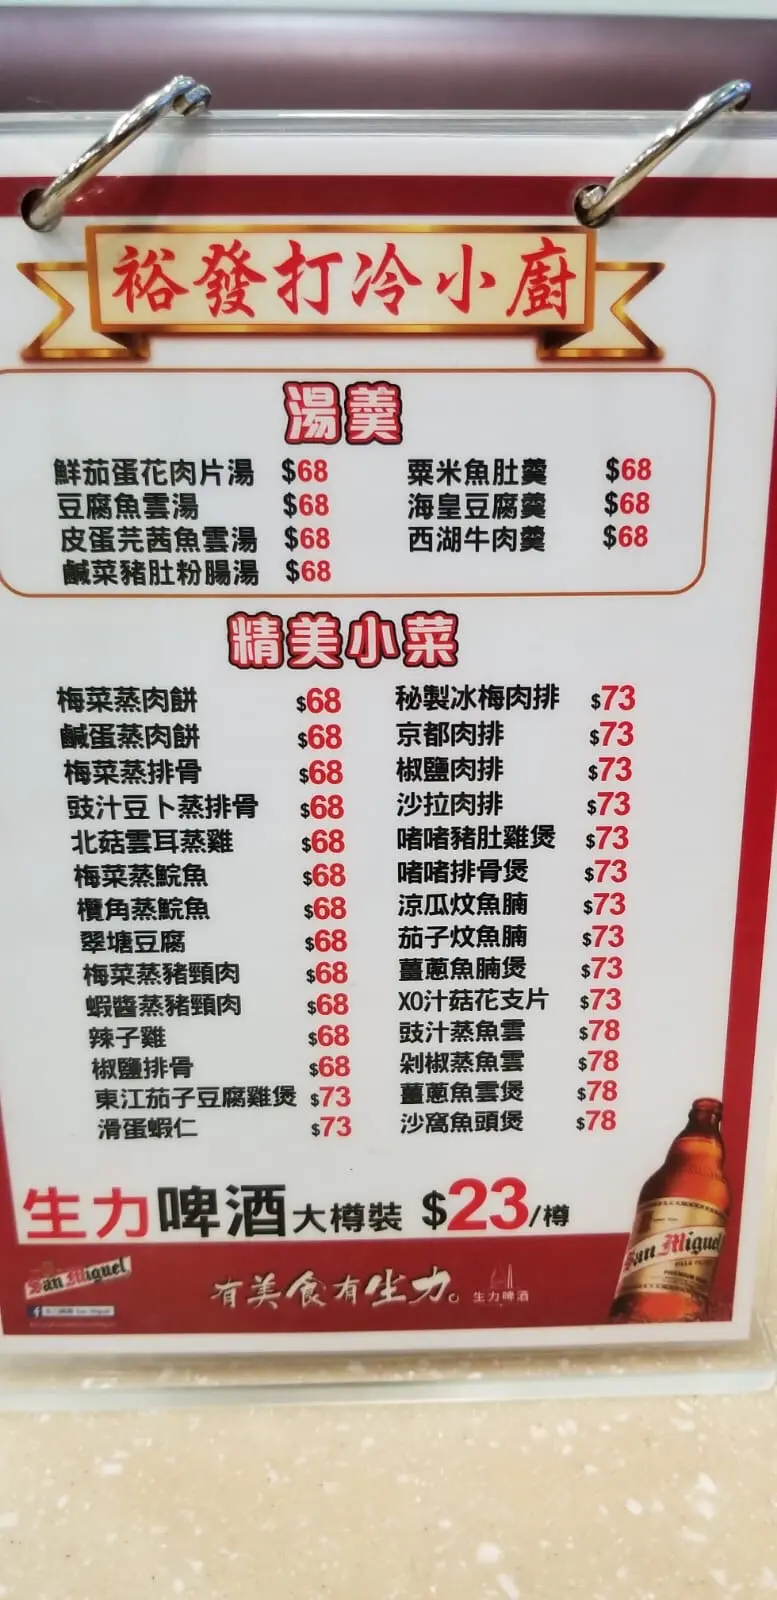 裕發打冷小廚
湯羹
鮮茄蛋花肉片湯 $68
豆腐魚雲湯 $68
皮蛋芫茜魚雲湯 $68
鹹菜豬肚粉腸湯 $68
粟米魚肚羹 $68
海皇豆腐羹 $68
西湖牛肉羹 $68
精美小菜
梅菜蒸肉餅 $68
鹹蛋蒸肉餅 $68
梅菜蒸排骨 $68
豉汁豆卜蒸排骨 $68
北菇雲耳蒸雞 $68
梅菜蒸鯇魚 $68
欖角蒸鯇魚 $68
翠塘豆腐 $68
梅菜蒸豬頸肉 $68
蝦醬蒸豬頸肉 $68
辣子雞 $68
椒鹽排骨 $68
東江茄子豆腐雞煲 $73
滑蛋蝦仁 $73
秘製冰梅肉排 $73
京都肉排 $73
椒鹽肉排 $73
沙拉肉排 $73
啫啫豬肚雞煲 $73
啫啫排骨煲 $73
涼瓜炆魚腩 $73
茄子炆魚腩 $73
薑蔥魚腩煲 $73
XO汁菇花支片 $73
豉汁蒸魚雲 $78
剁椒蒸魚雲 $78
薑蔥魚雲煲 $78
沙窩魚頭煲 $78
生力啤酒大樽裝 $23/樽
San Miguel
有美食有生力。
生力啤酒
San Miguel